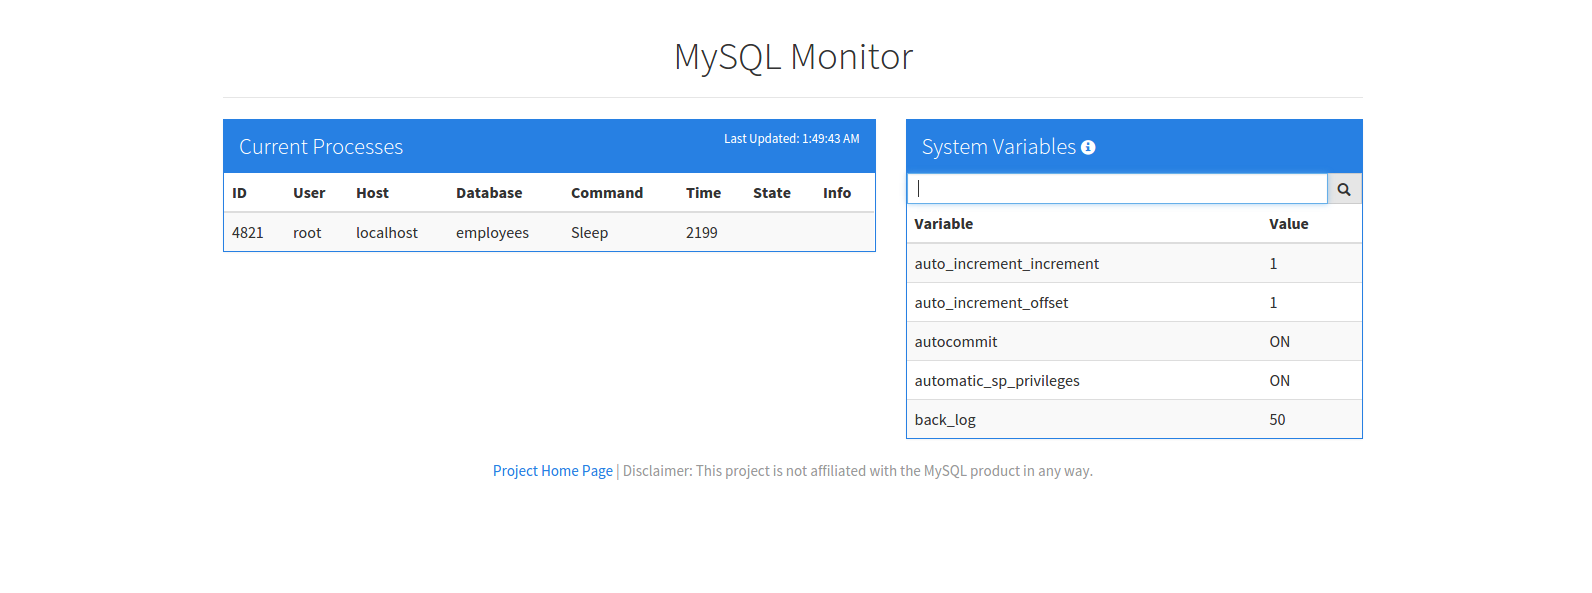 MySQL Monitor
Current Processes
Last Updated: 1:49:43 AM
ID User Host Database Command Time State Info
4821 root localhost employees Sleep 2199
System Variables
Variable Value
auto_increment_increment 1
auto_increment_offset 1
autocommit ON
automatic_sp_privileges ON
back_log 50
Project Home Page | Disclaimer: This project is not affiliated with the MySQL product in any way.